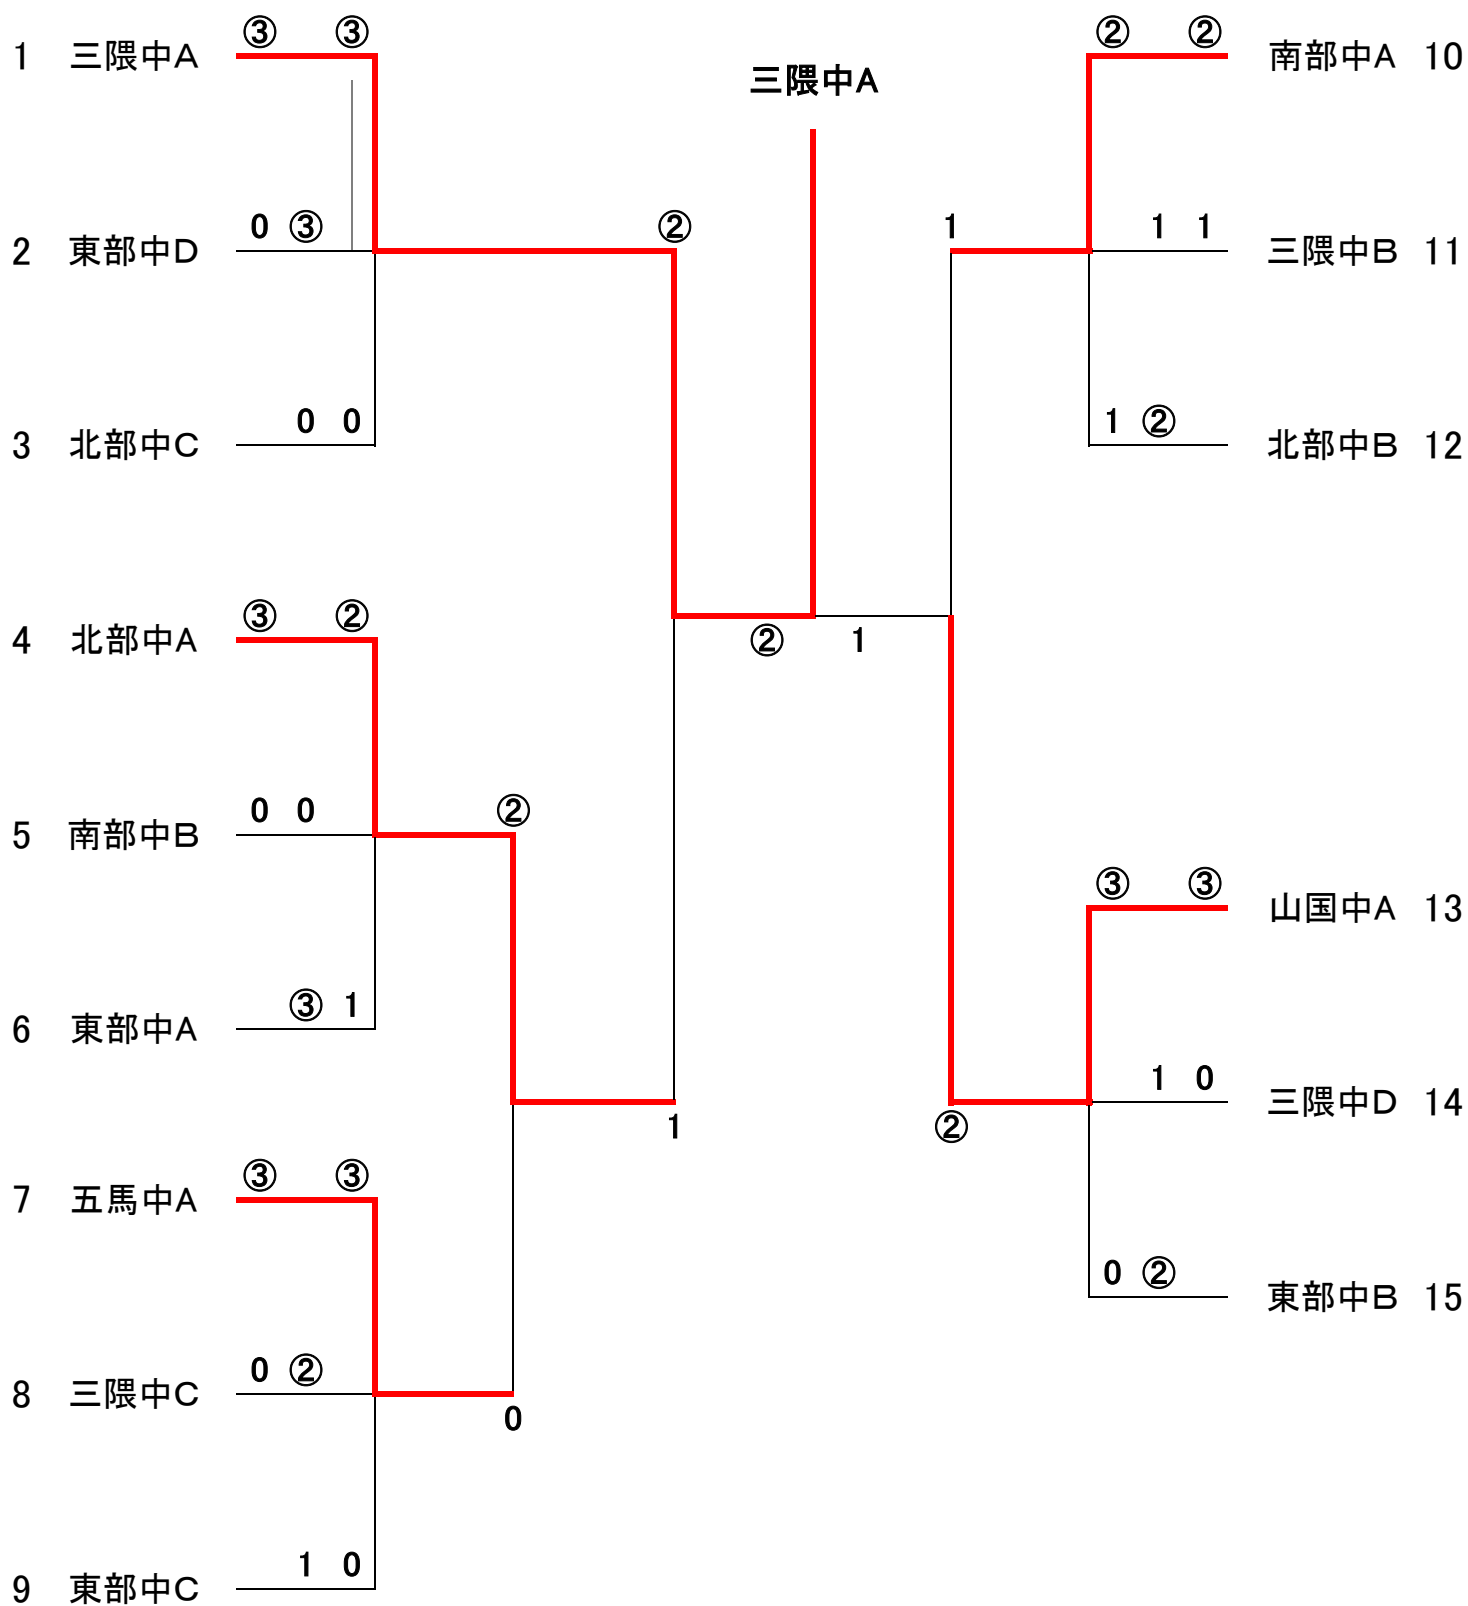 ③ ③
② ②
1 三隈中A
南部中A 10
三隈中A
0 ③
②
1
1 1
2 東部中D
三隈中B 11
0 0
1 ②
3 北部中C
北部中B 12
③ ②
4 北部中A
② 1
0 0
②
5 南部中B
③ ③
山国中A 13
③ 1
6 東部中A
1 0
三隈中D 14
1
②
③ ③
7 五馬中A
0 ②
東部中B 15
0 ②
8 三隈中C
0
1 0
9 東部中C